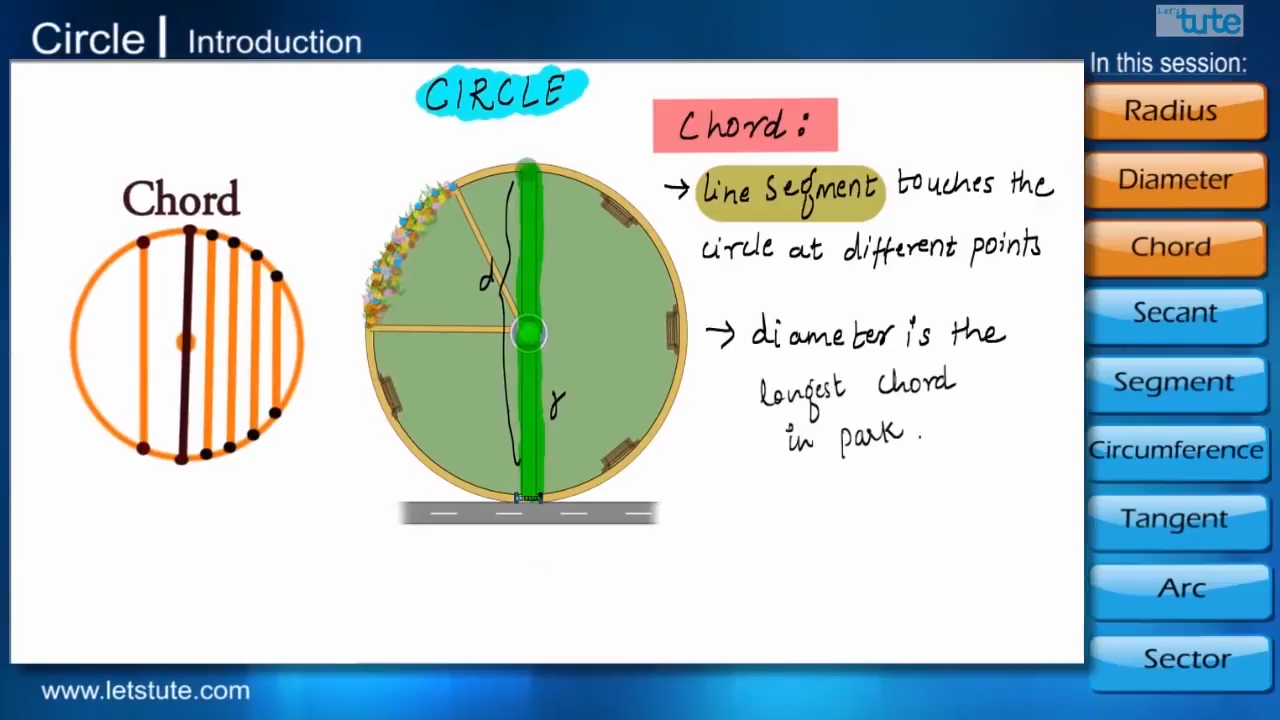 Circle | Introduction
Let's tute
In this session:
CIRCLE
Chord:
Chord
→ line segment touches the
circle at different points
→ diameter is the
longest chord
in park.
d
r
Radius
Diameter
Chord
Secant
Segment
Circumference
Tangent
Arc
Sector
www.letstute.com